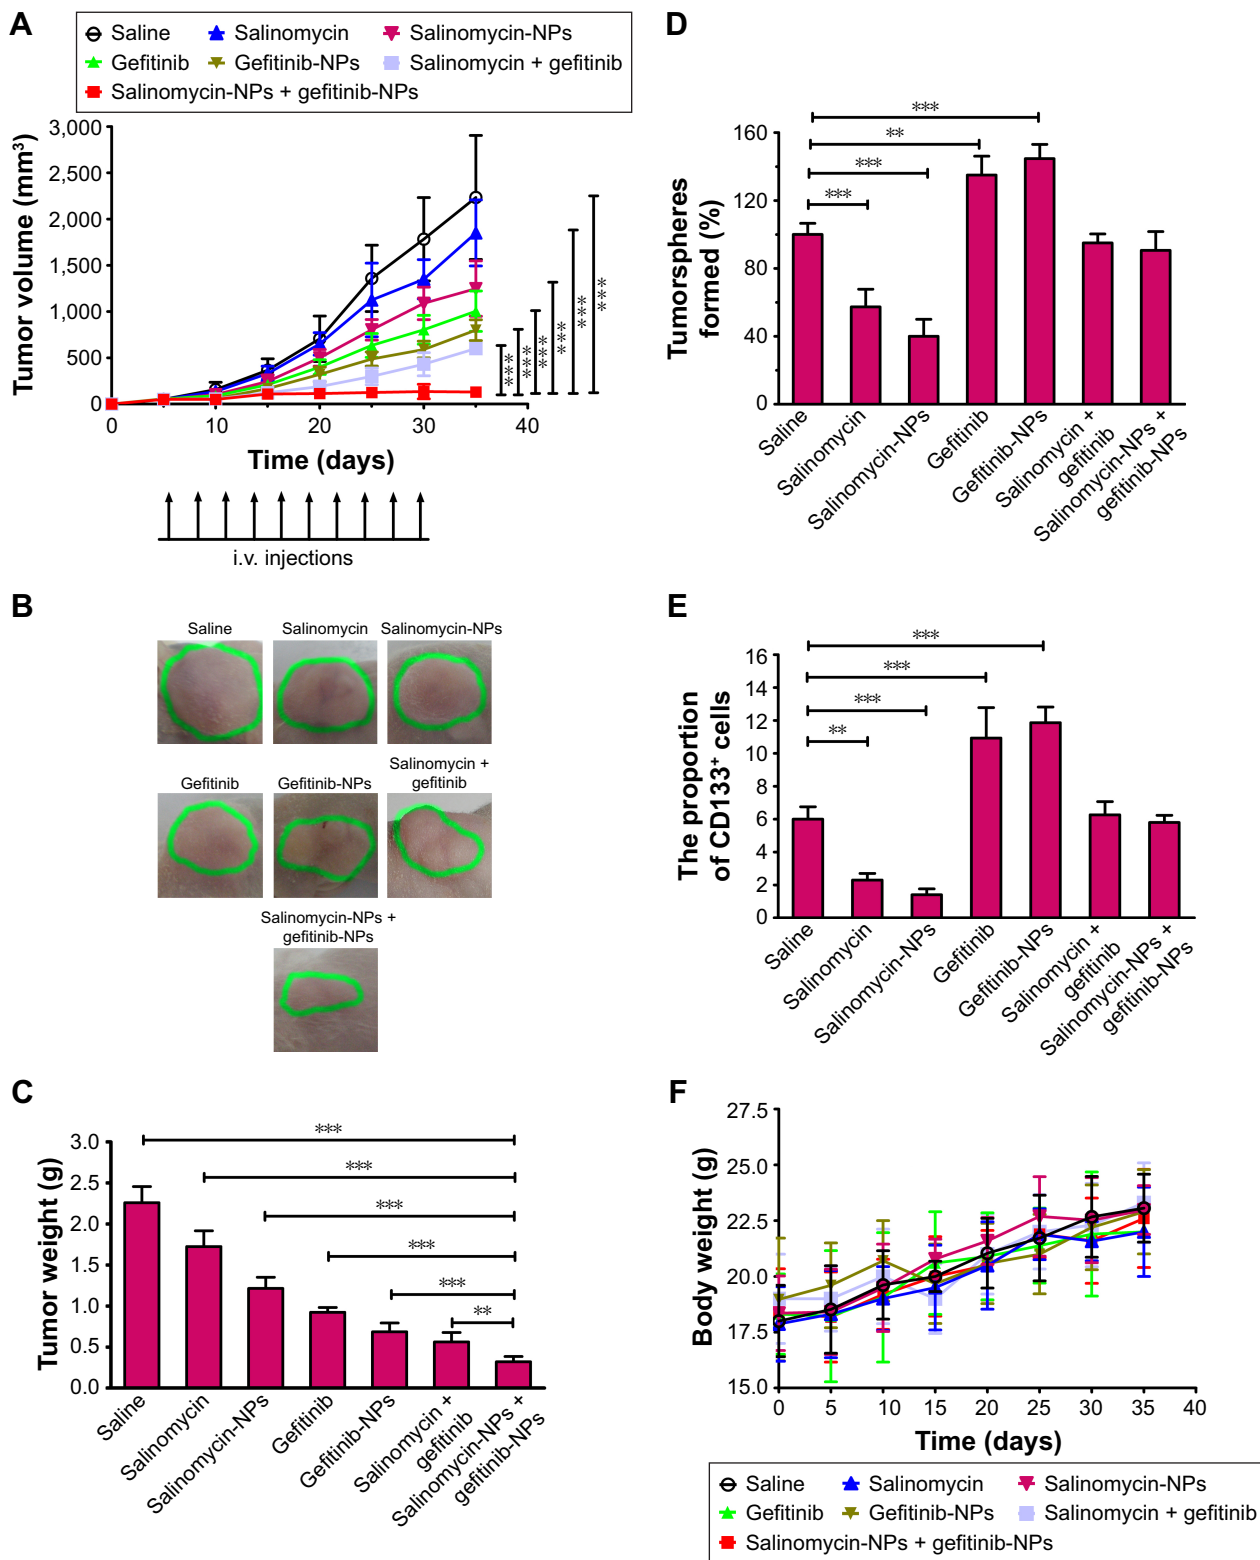 A
Saline
Salinomycin
Salinomycin-NPs
Gefitinib
Gefitinib-NPs
Salinomycin + gefitinib
Salinomycin-NPs + gefitinib-NPs
Tumor volume (mm³)
3,000
2,500
2,000
1,500
1,000
500
0
0
10
20
30
40
***
***
***
***
***
***
Time (days)
i.v. injections
B
Saline
Salinomycin
Salinomycin-NPs
Gefitinib
Gefitinib-NPs
Salinomycin +
gefitinib
Salinomycin-NPs +
gefitinib-NPs
C
Tumor weight (g)
3.0
2.5
2.0
1.5
1.0
0.5
0.0
***
***
***
***
***
**
Saline
Salinomycin
Salinomycin-NPs
Gefitinib
Gefitinib-NPs
Salinomycin +
gefitinib
Salinomycin-NPs +
gefitinib-NPs
D
Tumorspheres
formed (%)
160
120
80
40
0
***
**
***
***
Saline
Salinomycin
Salinomycin-NPs
Gefitinib
Gefitinib-NPs
Salinomycin +
gefitinib
Salinomycin-NPs +
gefitinib-NPs
E
The proportion
of CD133⁺ cells
16
14
12
10
8
6
4
2
0
***
***
***
**
Saline
Salinomycin
Salinomycin-NPs
Gefitinib
Gefitinib-NPs
Salinomycin +
gefitinib
Salinomycin-NPs +
gefitinib-NPs
F
Body weight (g)
27.5
25.0
22.5
20.0
17.5
15.0
0
5
10
15
20
25
30
35
40
Time (days)
Saline
Salinomycin
Salinomycin-NPs
Gefitinib
Gefitinib-NPs
Salinomycin + gefitinib
Salinomycin-NPs + gefitinib-NPs